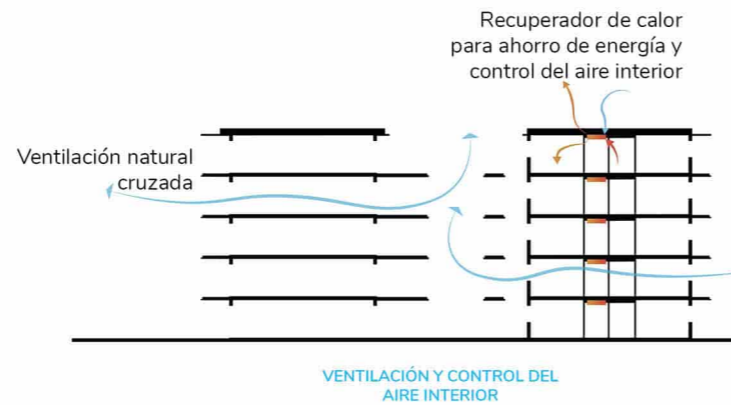 Recuperador de calor
para ahorro de energía y
control del aire interior
Ventilación natural
cruzada
VENTILACIÓN Y CONTROL DEL
AIRE INTERIOR